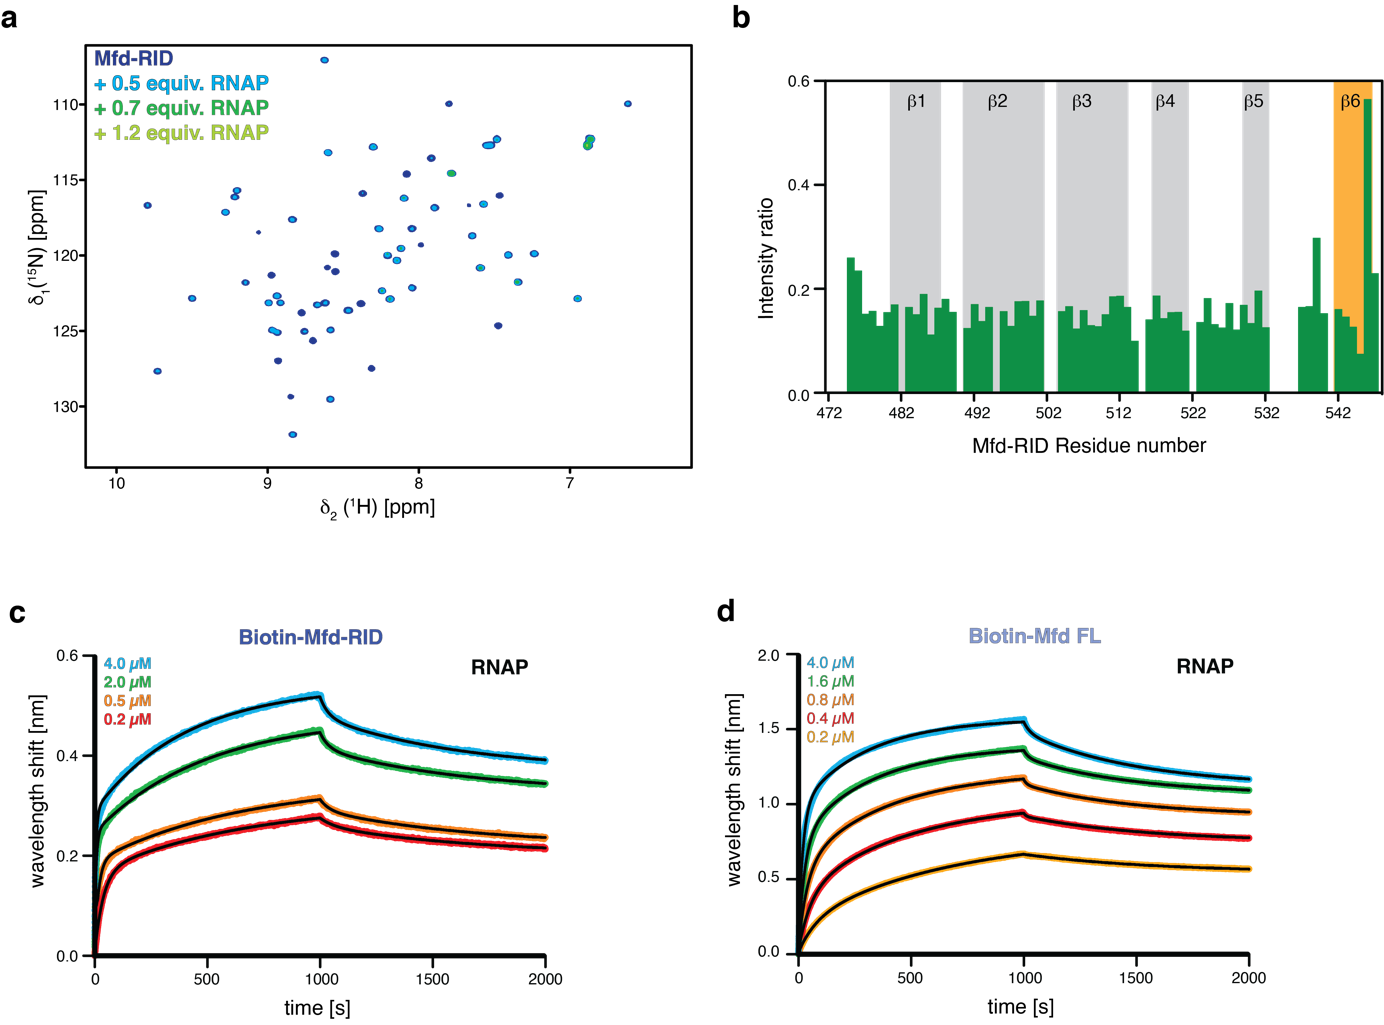 a
Mfd-RID
+ 0.5 equiv. RNAP
+ 0.7 equiv. RNAP
+ 1.2 equiv. RNAP
110
115
120
125
130
δ₁(¹⁵N) [ppm]
10 9 8 7
δ₂ (¹H) [ppm]
b
0.6
0.4
0.2
0.0
Intensity ratio
β1 β2 β3 β4 β5 β6
472 482 492 502 512 522 532 542
Mfd-RID Residue number
c
Biotin-Mfd-RID
RNAP
4.0 µM
2.0 µM
0.5 µM
0.2 µM
0.6
0.4
0.2
0.0
wavelength shift [nm]
0 500 1000 1500 2000
time [s]
d
Biotin-Mfd FL
RNAP
4.0 µM
1.6 µM
0.8 µM
0.4 µM
0.2 µM
2.0
1.5
1.0
0.5
0.0
wavelength shift [nm]
0 500 1000 1500 2000
time [s]